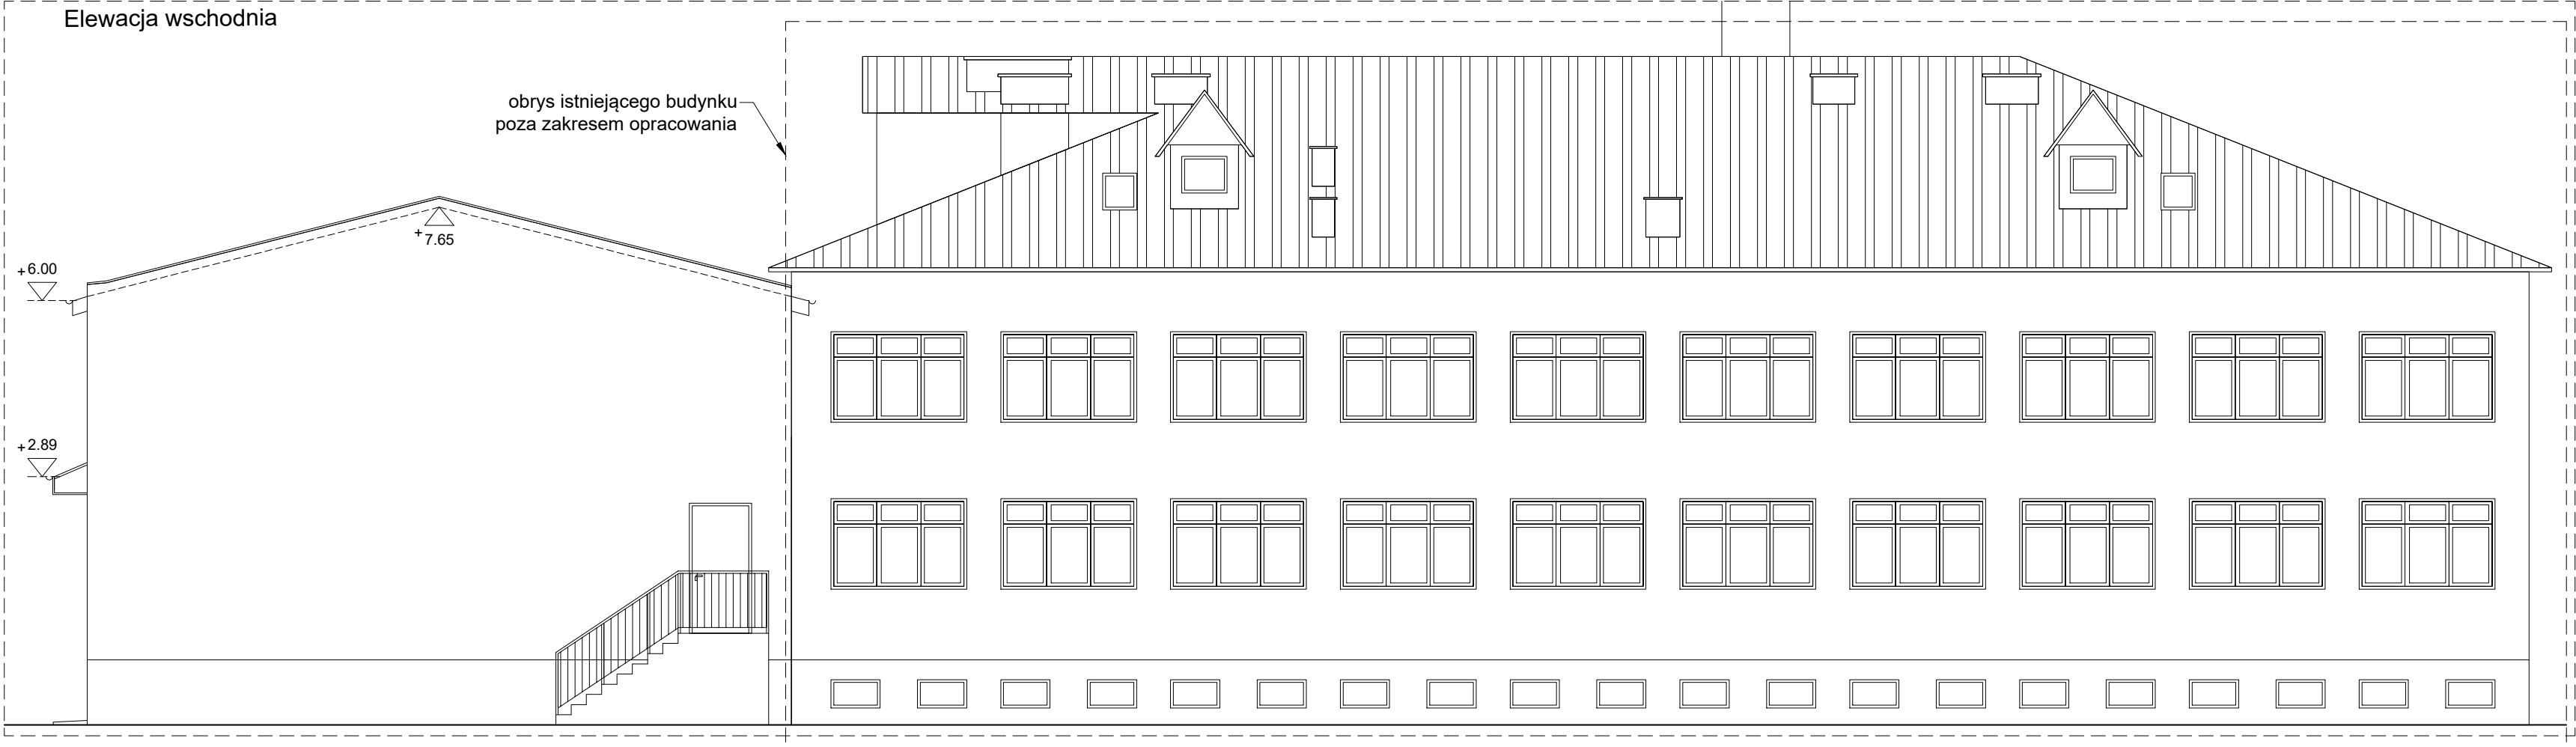 Elewacja wschodnia
obrys istniejącego budynku
poza zakresem opracowania
+7.65
+6.00
+2.89